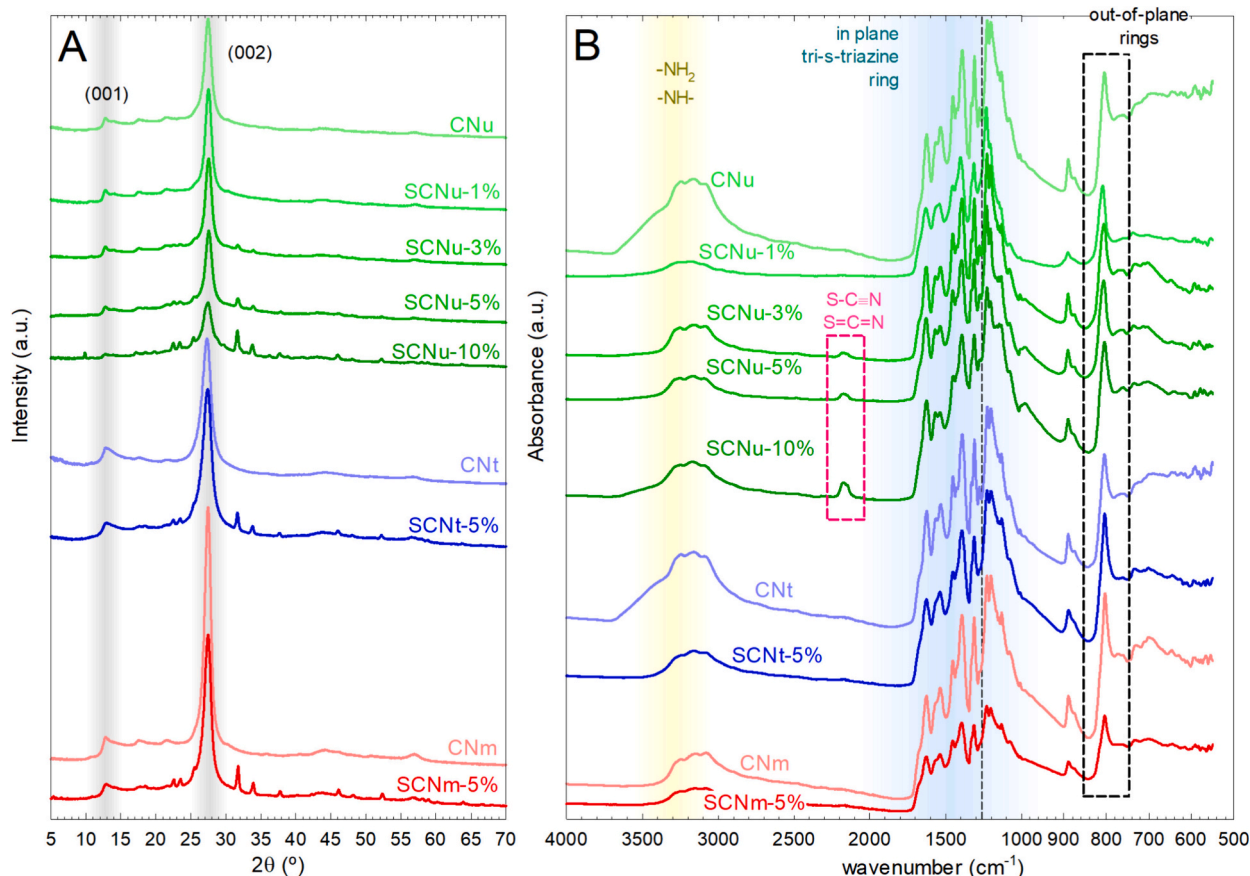 A
(001)
(002)
CNu
SCNu-1%
SCNu-3%
SCNu-5%
SCNu-10%
CNt
SCNt-5%
CNm
SCNm-5%
Intensity (a.u.)
5 10 15 20 25 30 35 40 45 50 55 60 65 70
2θ (º)
B
-NH₂
-NH-
in plane
tri-s-triazine
ring
out-of-plane
rings
CNu
SCNu-1%
S-C≡N
S=C=N
SCNu-3%
SCNu-5%
SCNu-10%
CNt
SCNt-5%
CNm
SCNm-5%
Absorbance (a.u.)
4000 3500 3000 2500 2000 1500 1000 900 800 700 600 500
wavenumber (cm⁻¹)